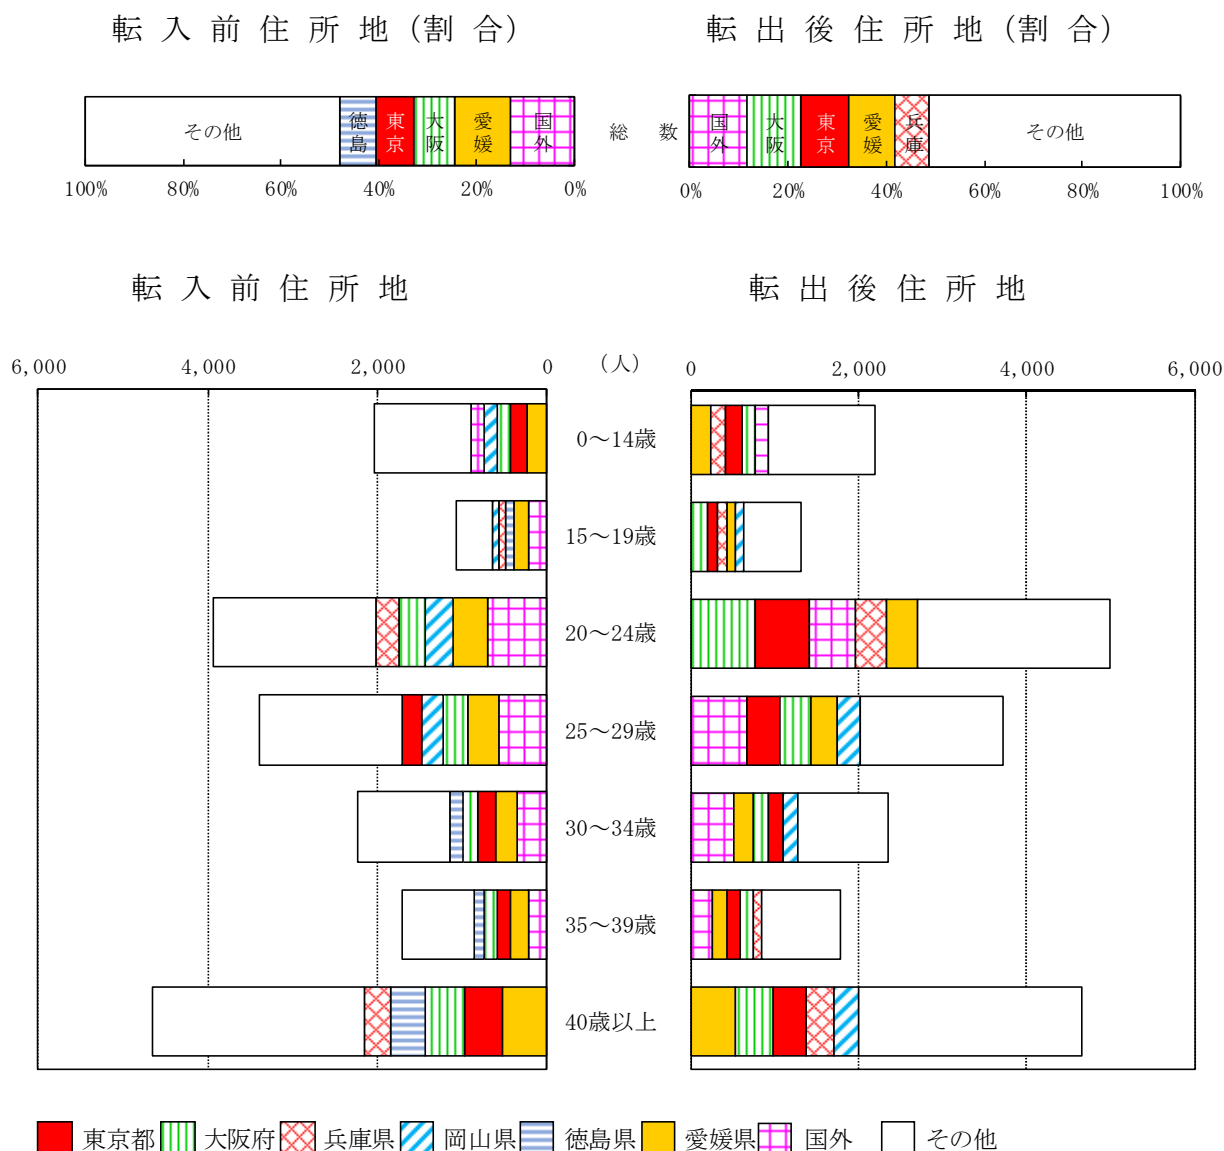 転入前住所地(割合)
転出後住所地(割合)
その他 徳島 東京 大阪 愛媛 国外
総数
国外 大阪 東京 愛媛 兵庫 その他
100% 80% 60% 40% 20% 0%
0% 20% 40% 60% 80% 100%
転入前住所地
転出後住所地
6,000 4,000 2,000 0
(人)
0 2,000 4,000 6,000
0～14歳
15～19歳
20～24歳
25～29歳
30～34歳
35～39歳
40歳以上
東京都 大阪府 兵庫県 岡山県 徳島県 愛媛県 国外 その他